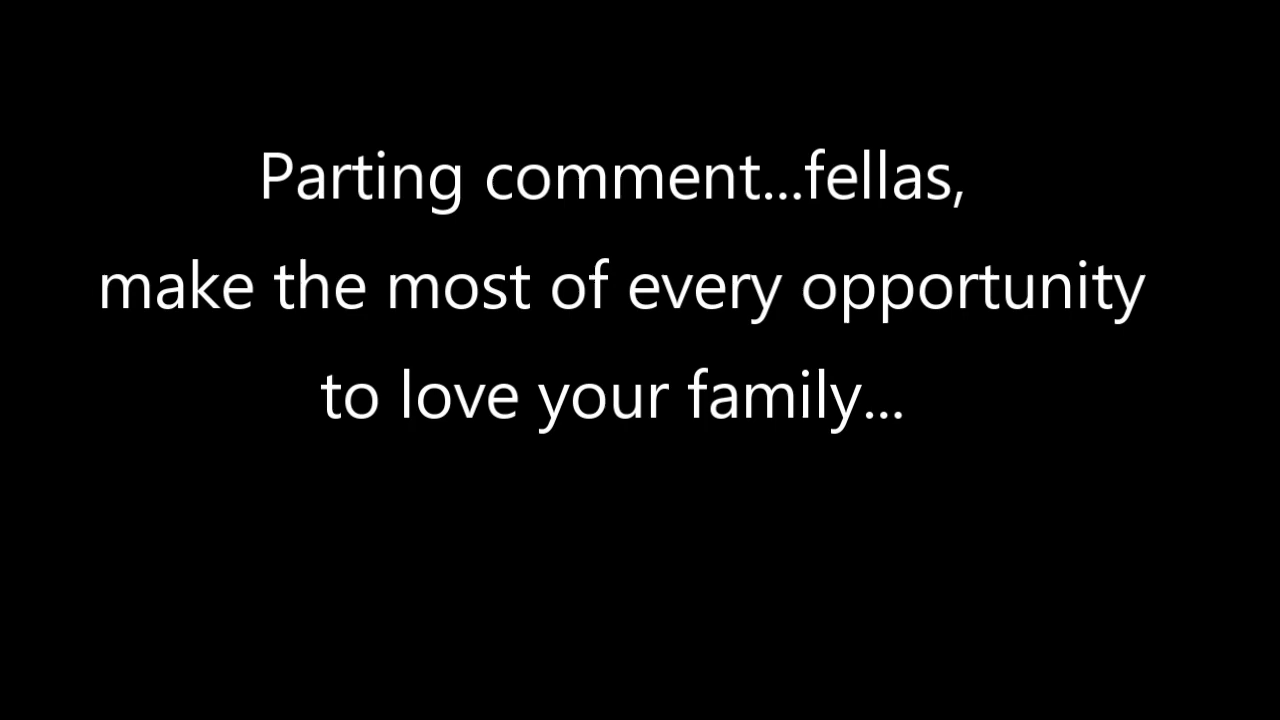 Parting comment...fellas,
make the most of every opportunity
to love your family...